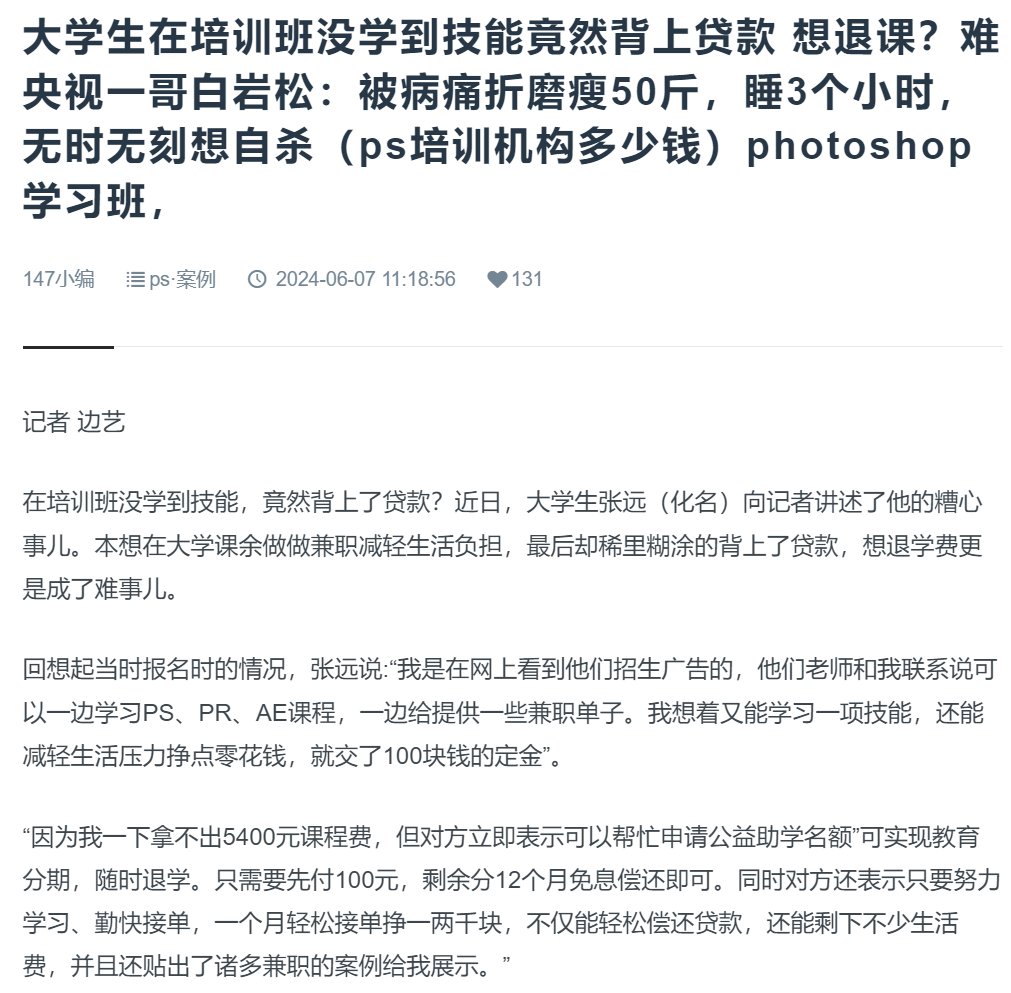 大学生在培训班没学到技能竟然背上贷款 想退课？难
央视一哥白岩松：被病痛折磨瘦50斤，睡3个小时，
无时无刻想自杀（ps培训机构多少钱）photoshop
学习班，
147小编 ps·案例 2024-06-07 11:18:56 131
记者 边艺
在培训班没学到技能，竟然背上了贷款？近日，大学生张远（化名）向记者讲述了他的糟心
事儿。本想在大学课余做做兼职减轻生活负担，最后却稀里糊涂的背上了贷款，想退学费更
是成了难事儿。
回想起当时报名时的情况，张远说:“我是在网上看到他们招生广告的，他们老师和我联系说可
以一边学习PS、PR、AE课程，一边给提供一些兼职单子。我想着又能学习一项技能，还能
减轻生活压力挣点零花钱，就交了100块钱的定金”。
“因为我一下拿不出5400元课程费，但对方立即表示可以帮忙申请公益助学名额”可实现教育
分期，随时退学。只需要先付100元，剩余分12个月免息偿还即可。同时对方还表示只要努力
学习、勤快接单，一个月轻松接单挣一两千块，不仅能轻松偿还贷款，还能剩下不少生活
费，并且还贴出了诸多兼职的案例给我展示。”